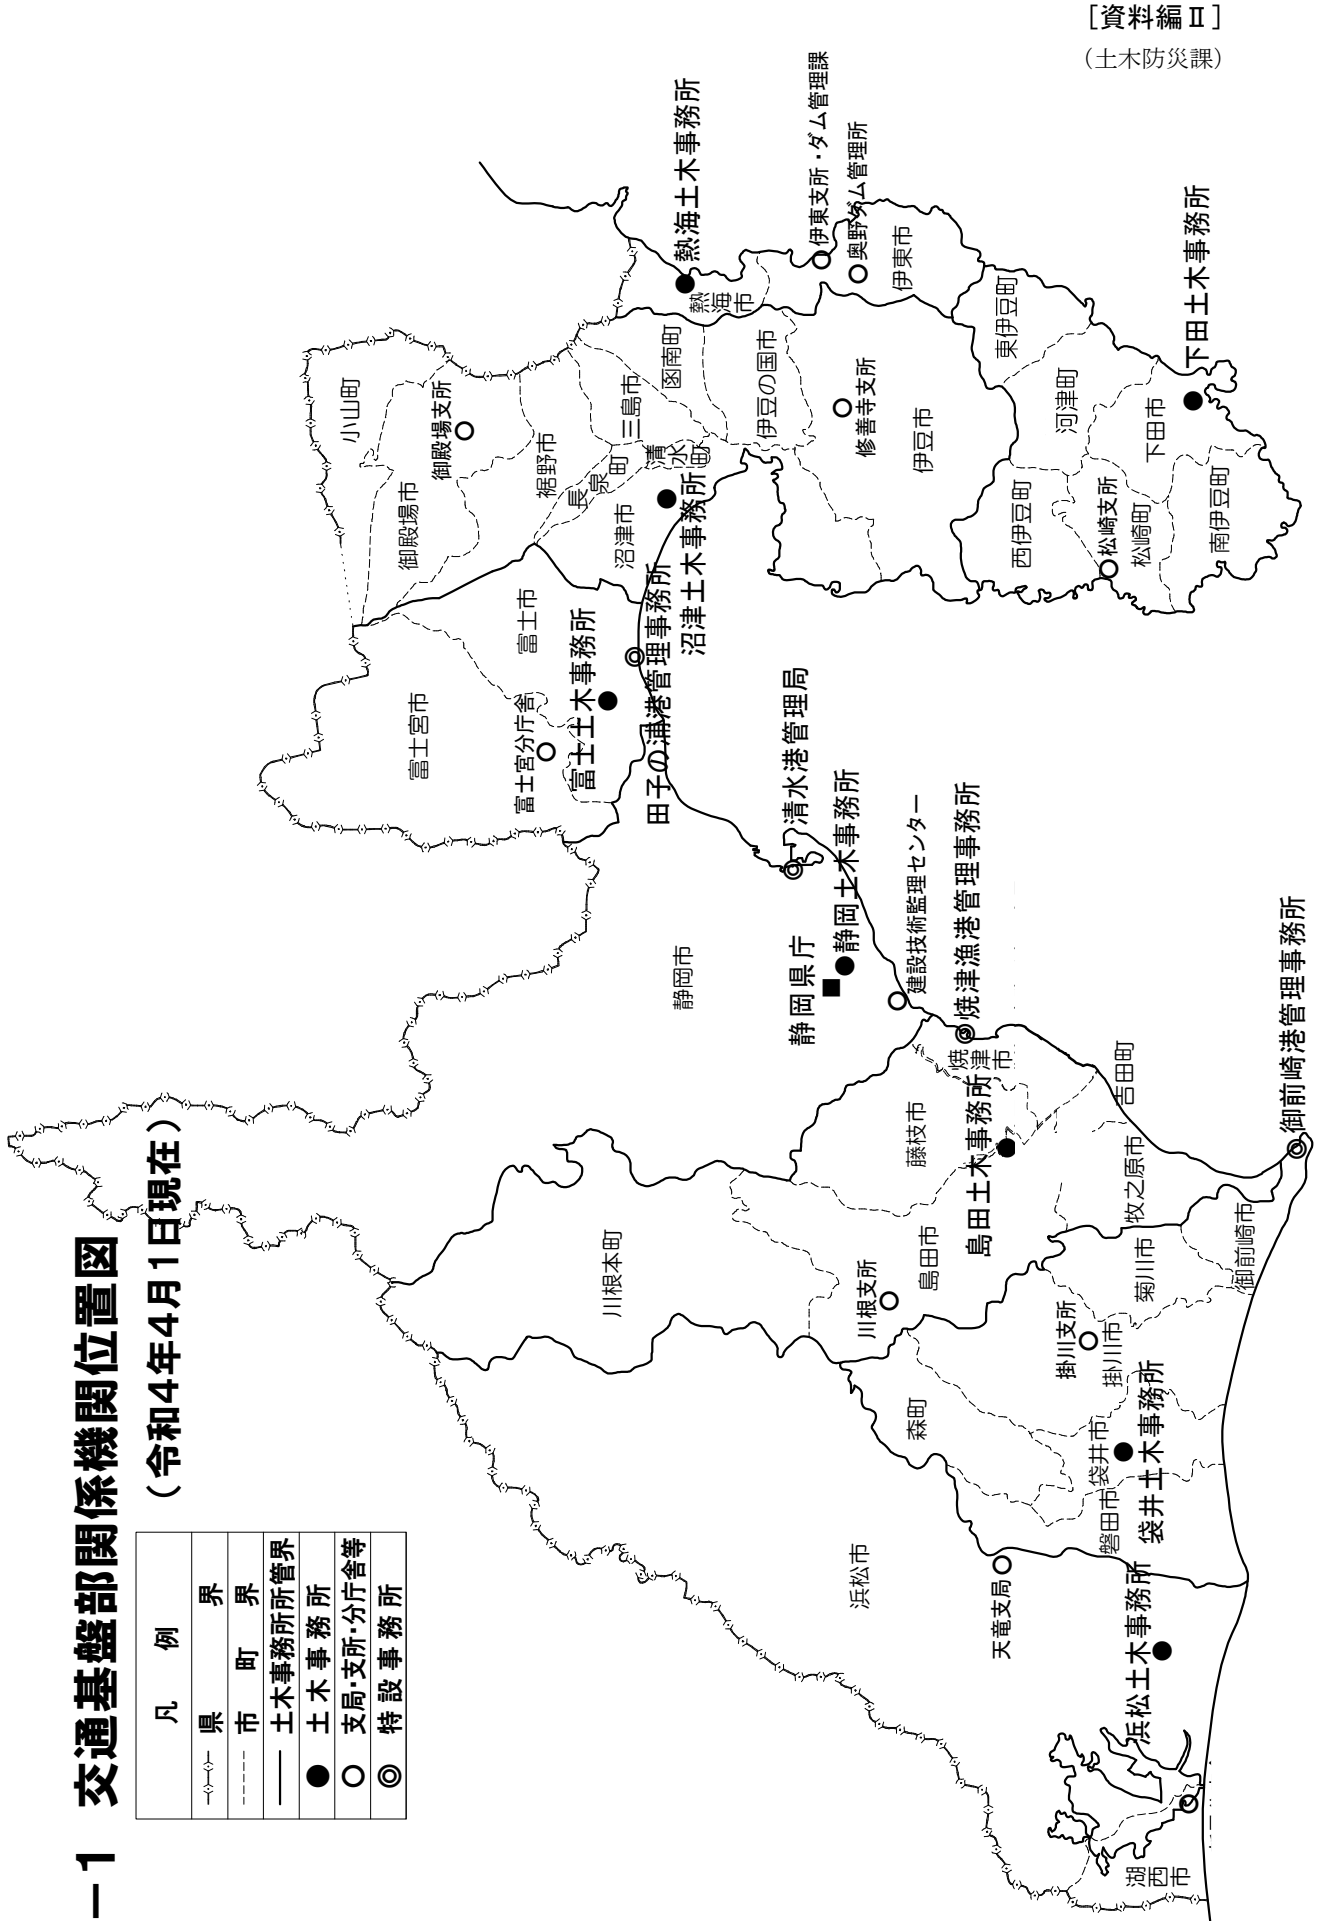 [資料編Ⅱ]
(土木防災課)
－1 交通基盤部関係機関位置図
(令和4年4月1日現在)
凡例
県界
市町界
土木事務所所管界
土木事務所
支局・支所・分庁舎等
特設事務所
熱海土木事務所
伊東支所・ダム管理課
奥野ダム管理所
下田土木事務所
熱海市
伊東市
東伊豆町
小山町
御殿場支所
函南町
三島市
伊豆の国市
修善寺支所
河津町
下田市
裾野市
清水町
長泉町
伊豆市
御殿場市
沼津市
沼津土木事務所
西伊豆町
松崎支所
松崎町
南伊豆町
富士市
富士土木事務所
田子の浦港管理事務所
富士宮市
富士宮分庁舎
清水港管理局
静岡土木事務所
建設技術監理センター
焼津漁港管理事務所
静岡市
静岡県庁
御前崎港管理事務所
焼津市
吉田町
藤枝市
島田土木事務所
牧之原市
川根本町
島田市
川根支所
菊川市
御前崎市
掛川支所
掛川市
森町
袋井市
袋井土木事務所
磐田市
浜松市
天竜支局
浜松土木事務所
湖西市